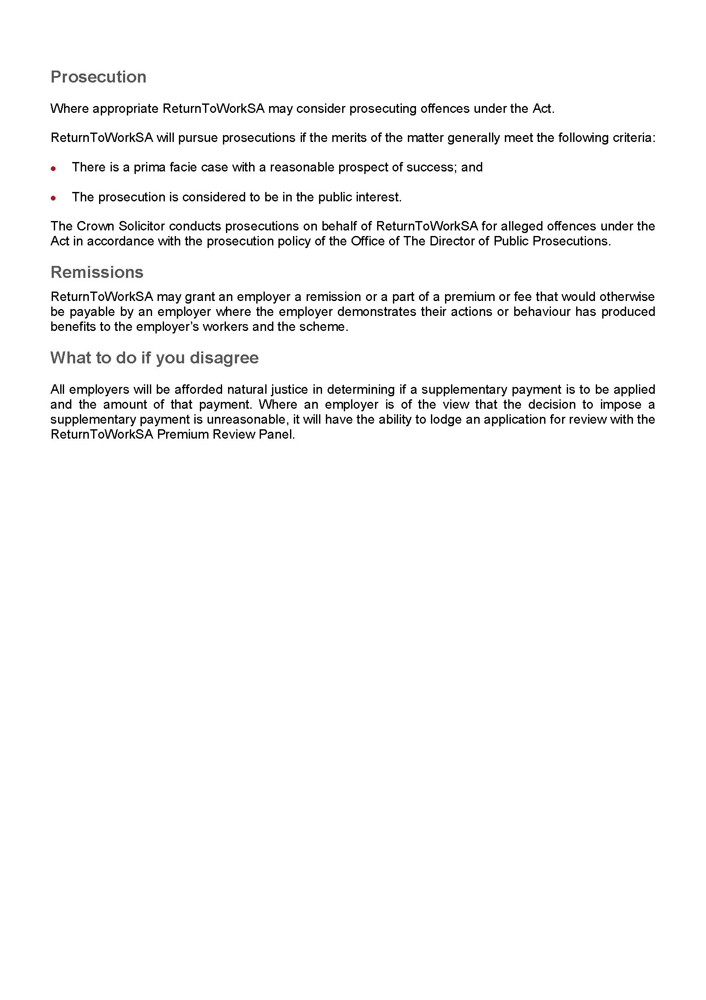 Prosecution
Where appropriate ReturnToWorkSA may consider prosecuting offences under the Act.
ReturnToWorkSA will pursue prosecutions if the merits of the matter generally meet the following criteria:
• There is a prima facie case with a reasonable prospect of success; and
• The prosecution is considered to be in the public interest.
The Crown Solicitor conducts prosecutions on behalf of ReturnToWorkSA for alleged offences under the
Act in accordance with the prosecution policy of the Office of The Director of Public Prosecutions.
Remissions
ReturnToWorkSA may grant an employer a remission or a part of a premium or fee that would otherwise
be payable by an employer where the employer demonstrates their actions or behaviour has produced
benefits to the employer’s workers and the scheme.
What to do if you disagree
All employers will be afforded natural justice in determining if a supplementary payment is to be applied
and the amount of that payment. Where an employer is of the view that the decision to impose a
supplementary payment is unreasonable, it will have the ability to lodge an application for review with the
ReturnToWorkSA Premium Review Panel.